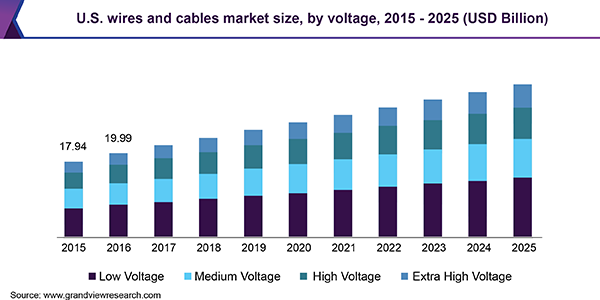 U.S. wires and cables market size, by voltage, 2015 - 2025 (USD Billion)
17.94 19.99
2015 2016 2017 2018 2019 2020 2021 2022 2023 2024 2025
Low Voltage Medium Voltage High Voltage Extra High Voltage
Source: www.grandviewresearch.com